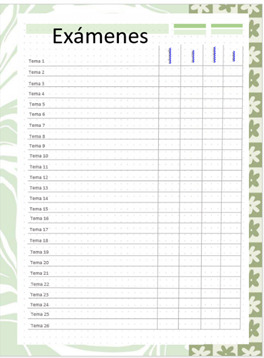 Exámenes
Tema 1
Tema 2
Tema 3
Tema 4
Tema 5
Tema 6
Tema 7
Tema 8
Tema 9
Tema 10
Tema 11
Tema 12
Tema 13
Tema 14
Tema 15
Tema 16
Tema 17
Tema 18
Tema 19
Tema 20
Tema 21
Tema 22
Tema 23
Tema 24
Tema 25
Tema 26